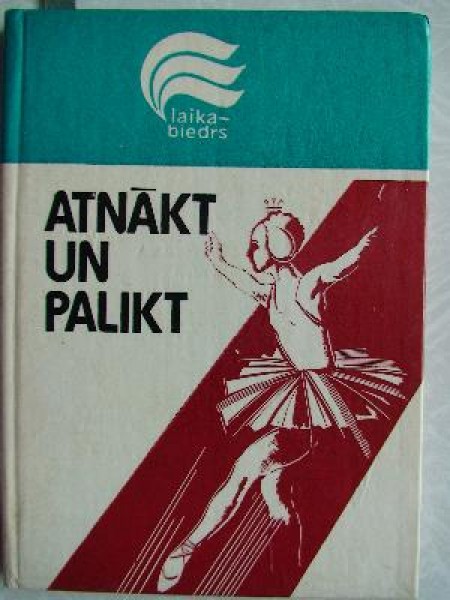 laika-
biedrs
ATNĀKT
UN
PALIKT